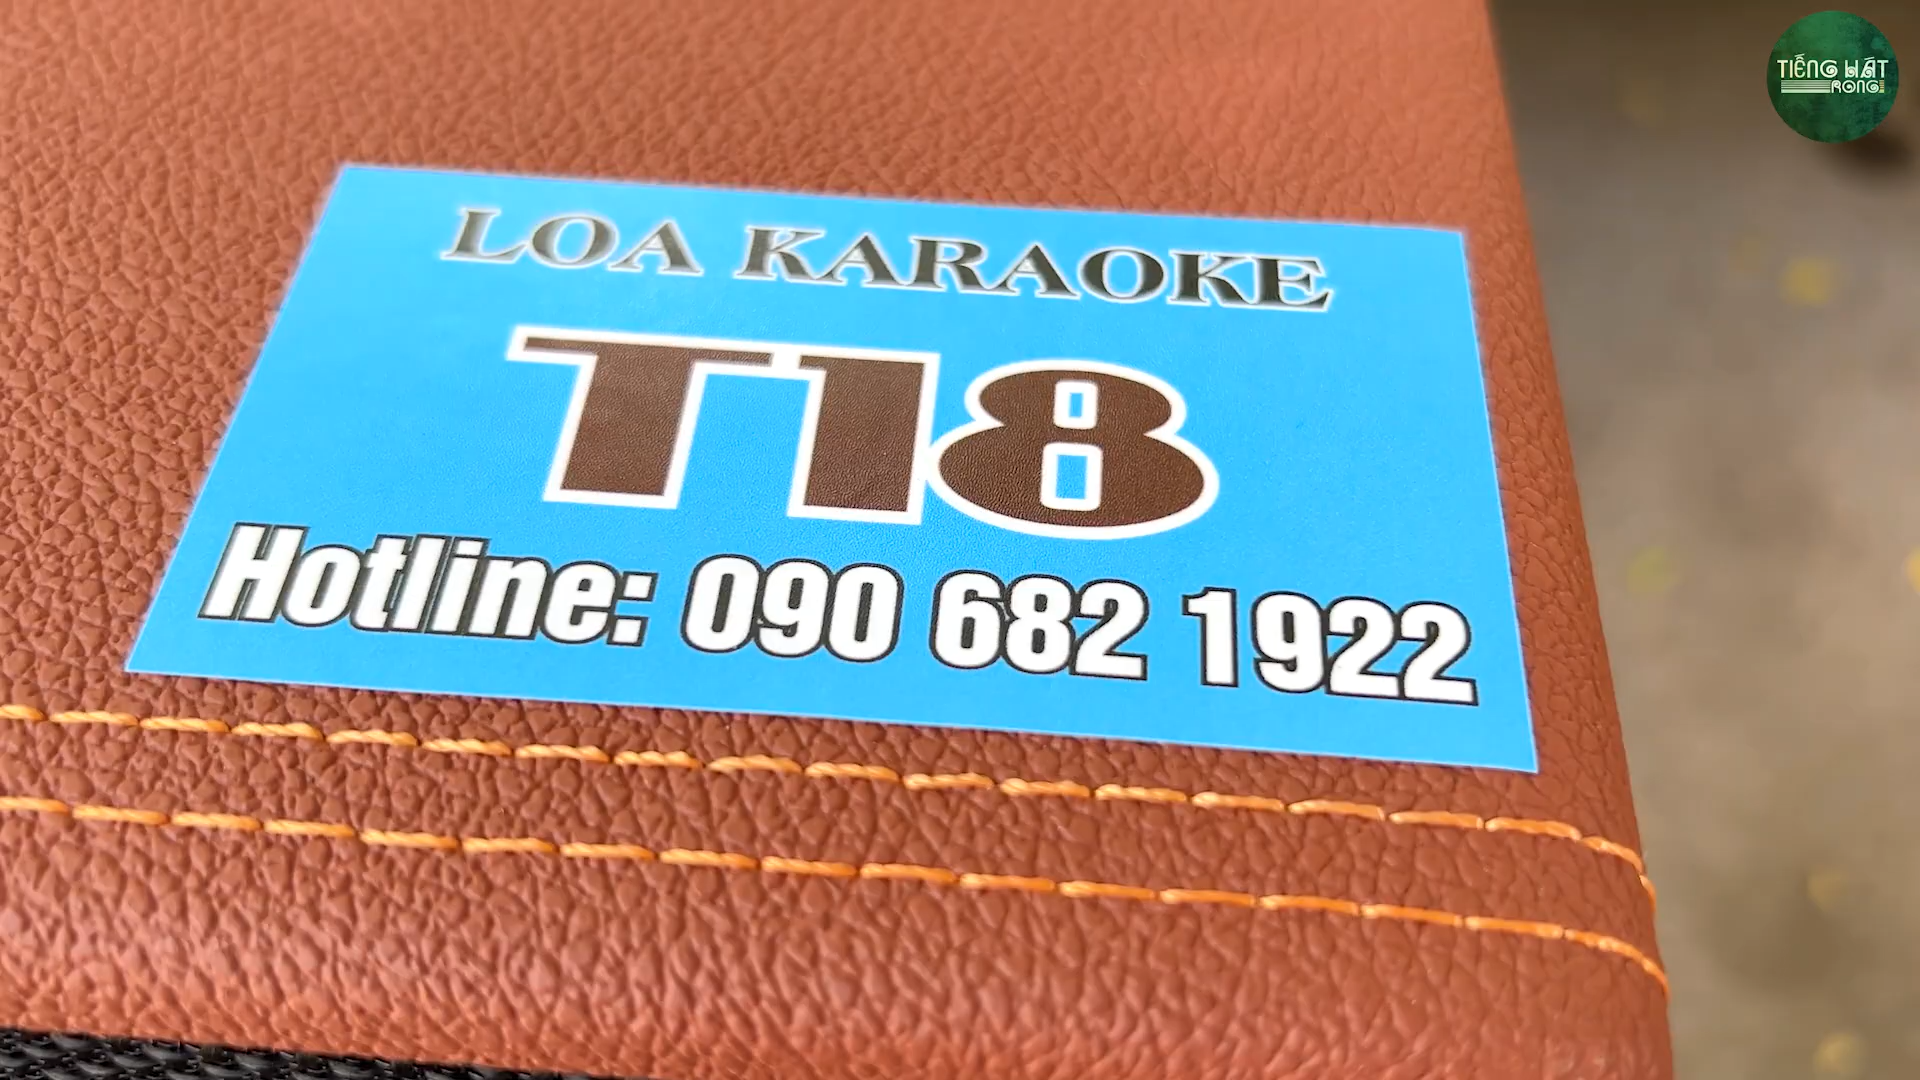 TIẾNG HÁT
RONG
LOA KARAOKE
T18
Hotline: 090 682 1922